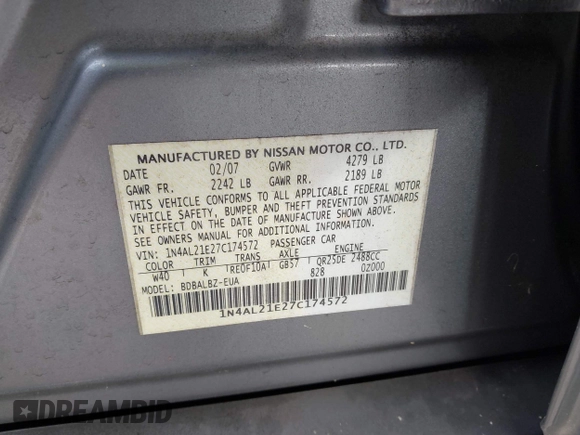 MANUFACTURED BY NISSAN MOTOR CO., LTD.
DATE 02/07 GVWR 4279 LB
GAWR FR. 2242 LB GAWR RR. 2189 LB
THIS VEHICLE CONFORMS TO ALL APPLICABLE FEDERAL MOTOR
VEHICLE SAFETY, BUMPER AND THEFT PREVENTION STANDARDS
IN EFFECT ON THE DATE OF MANUFACTURE SHOWN ABOVE.
SEE OWNERS MANUAL FOR ADDITIONAL INFORMATION.
VIN: 1N4AL21E27C174572 PASSENGER CAR
COLOR TRIM TRANS AXLE ENGINE
W40 K RE0F10A GB57 QR25DE 2488CC
MODEL: BDBALBZ-EUA 828 0Z000
1N4AL21E27C174572
DREAMBID